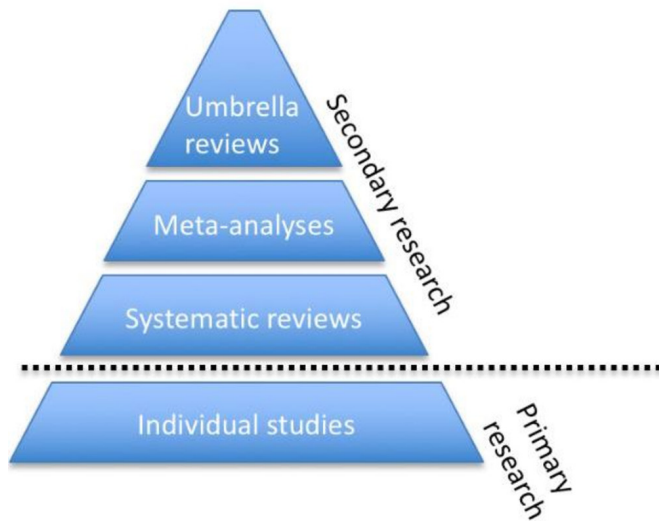 Umbrella
reviews
Secondary research
Meta-analyses
Systematic reviews
Individual studies
Primary
research